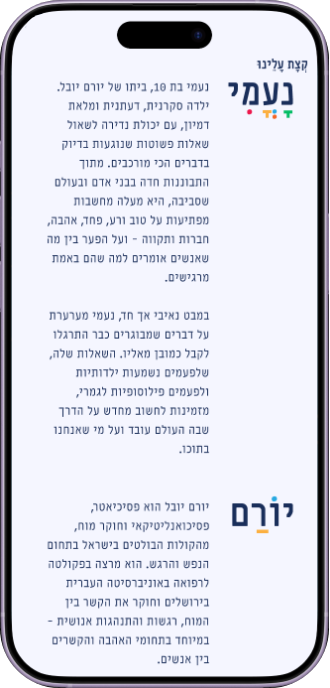 קְצָת עָלֵינוּ
נָעֳמִי
נעמי בת 10, ביתו של יורם יובל.
ילדה סקרנית, דעתנית ומלאת
דמיון, עם יכולת נדירה לשאול
שאלות פשוטות שנוגעות בדיוק
בדברים הכי מורכבים. מתוך
התבוננות חדה בבני אדם ובעולם
שסביבה, היא מעלה מחשבות
מפתיעות על טוב ורע, פחד, אהבה,
חברות ותקווה - ועל הפער בין מה
שאנשים אומרים למה שהם באמת
מרגישים.
במבט נאיבי אך חד, נעמי מערערת
על דברים שמבוגרים כבר התרגלו
לקבל כמובן מאליו. השאלות שלה,
שלפעמים נשמעות ילדותיות
ולפעמים פילוסופיות לגמרי,
מזמינות לחשוב מחדש על הדרך
שבה העולם עובד ועל מי שאנחנו
בתוכו.
יוֹרָם
יורם יובל הוא פסיכיאטר,
פסיכואנליטיקאי וחוקר מוח,
מהקולות הבולטים בישראל בתחום
הנפש והרגש. הוא מרצה בפקולטה
לרפואה באוניברסיטה העברית
בירושלים וחוקר את הקשר בין
המוח, רגשות והתנהגות אנושית -
במיוחד בתחומי האהבה והקשרים
בין אנשים.